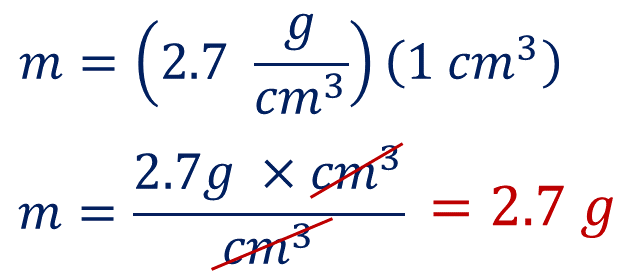 m = (2.7 g/cm³) (1 cm³)
m = 2.7g × cm³/cm³ = 2.7 g